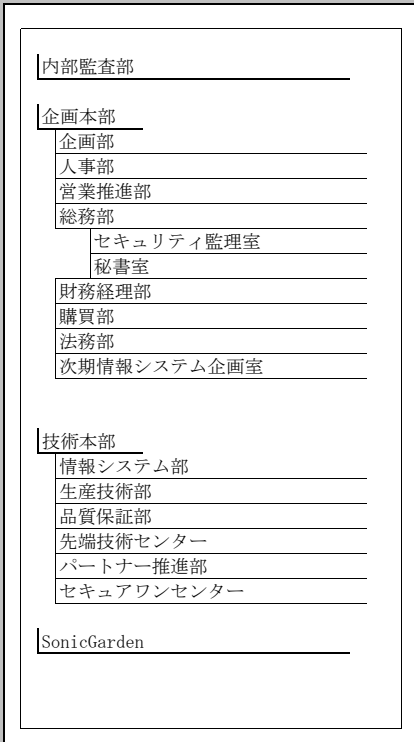 内部監査部
企画本部
企画部
人事部
営業推進部
総務部
セキュリティ監理室
秘書室
財務経理部
購買部
法務部
次期情報システム企画室
技術本部
情報システム部
生産技術部
品質保証部
先端技術センター
パートナー推進部
セキュアワンセンター
SonicGarden